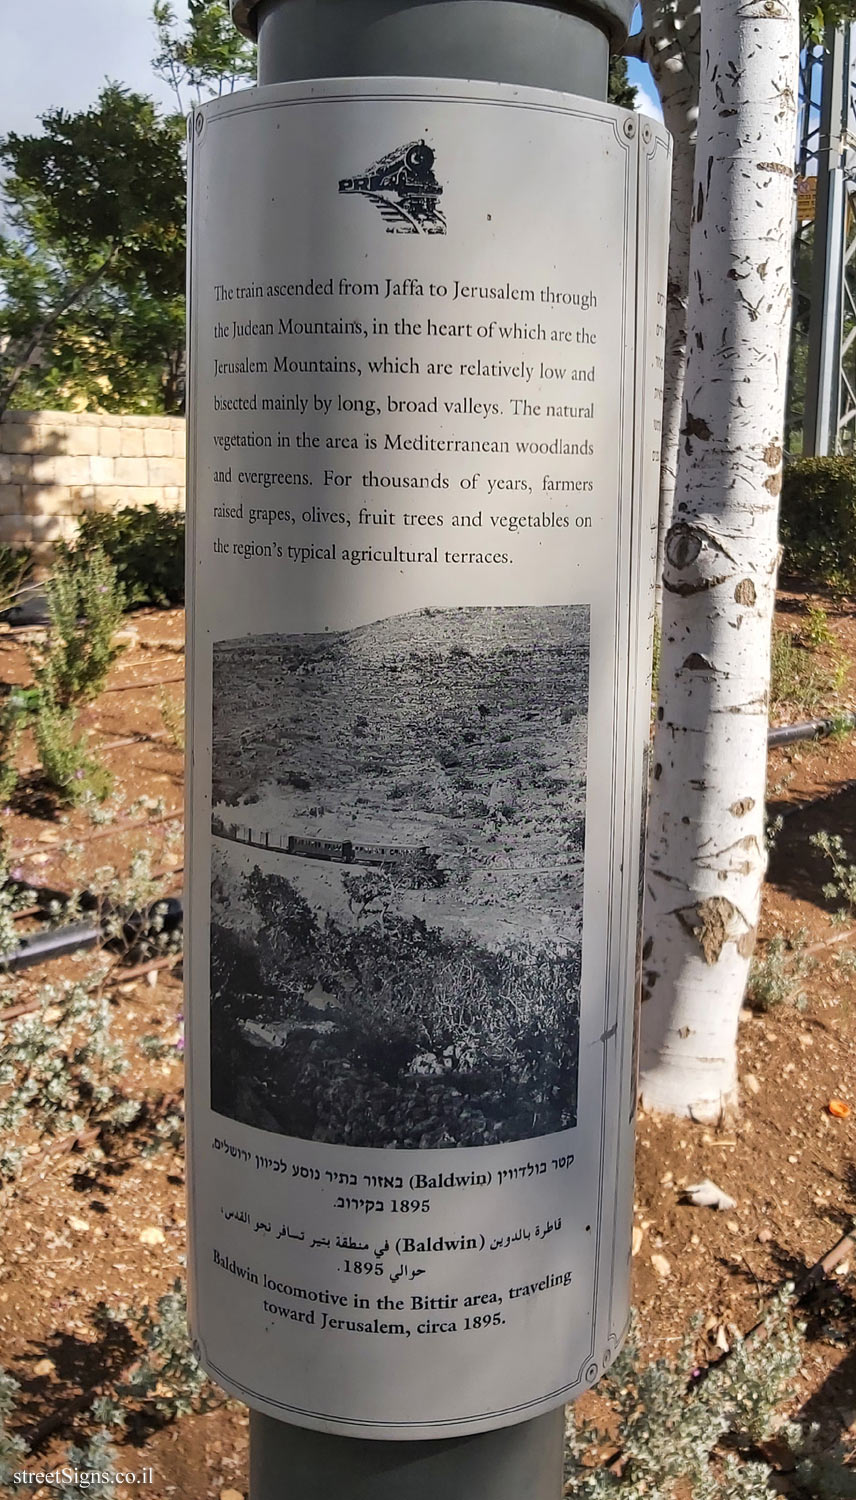 PR
The train ascended from Jaffa to Jerusalem through
the Judean Mountains, in the heart of which are the
Jerusalem Mountains, which are relatively low and
bisected mainly by long, broad valleys. The natural
vegetation in the area is Mediterranean woodlands
and evergreens. For thousands of years, farmers
raised grapes, olives, fruit trees and vegetables on
the region's typical agricultural terraces.
קטר בולדווין (Baldwin) באזור בתיר נוסע לכיוון ירושלים,
1895 בקירוב.
قاطرة بالدوين (Baldwin) في منطقة بتير تسافر نحو القدس،
حوالي 1895.
Baldwin locomotive in the Bittir area, traveling
toward Jerusalem, circa 1895.
streetSigns.co.il